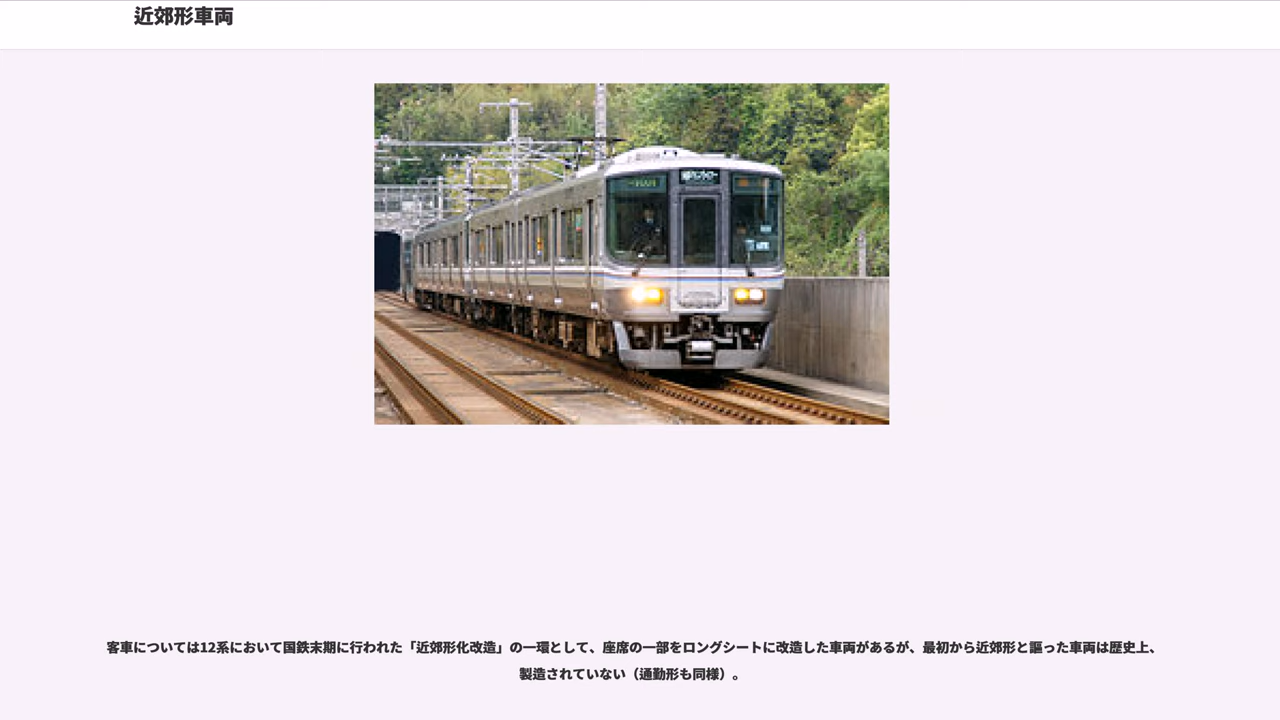 近郊形車両
客車については12系において国鉄末期に行われた「近郊形化改造」の一環として、座席の一部をロングシートに改造した車両があるが、最初から近郊形と謳った車両は歴史上、
製造されていない（通勤形も同様）。